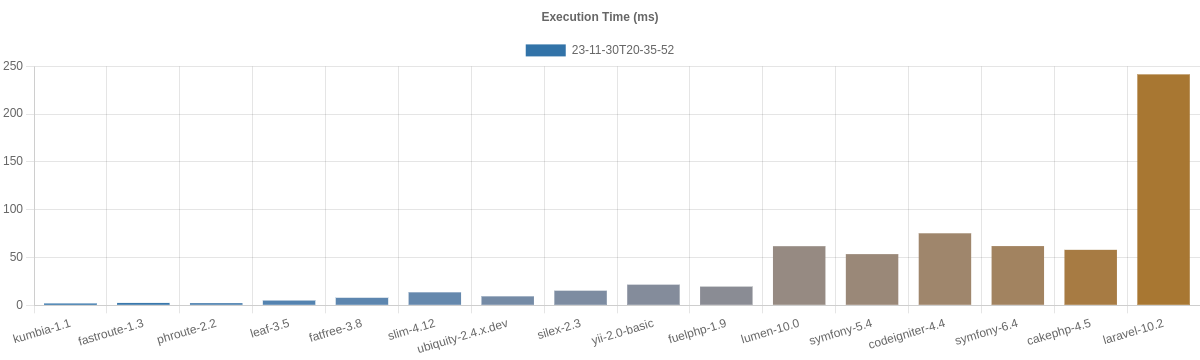 Execution Time (ms)
23-11-30T20-35-52
250
200
150
100
50
0
kumbia-1.1
fastroute-1.3
phroute-2.2
leaf-3.5
fatfree-3.8
slim-4.12
ubiquity-2.4.x.dev
silex-2.3
yii-2.0-basic
fuelphp-1.9
lumen-10.0
symfony-5.4
codeigniter-4.4
symfony-6.4
cakephp-4.5
laravel-10.2